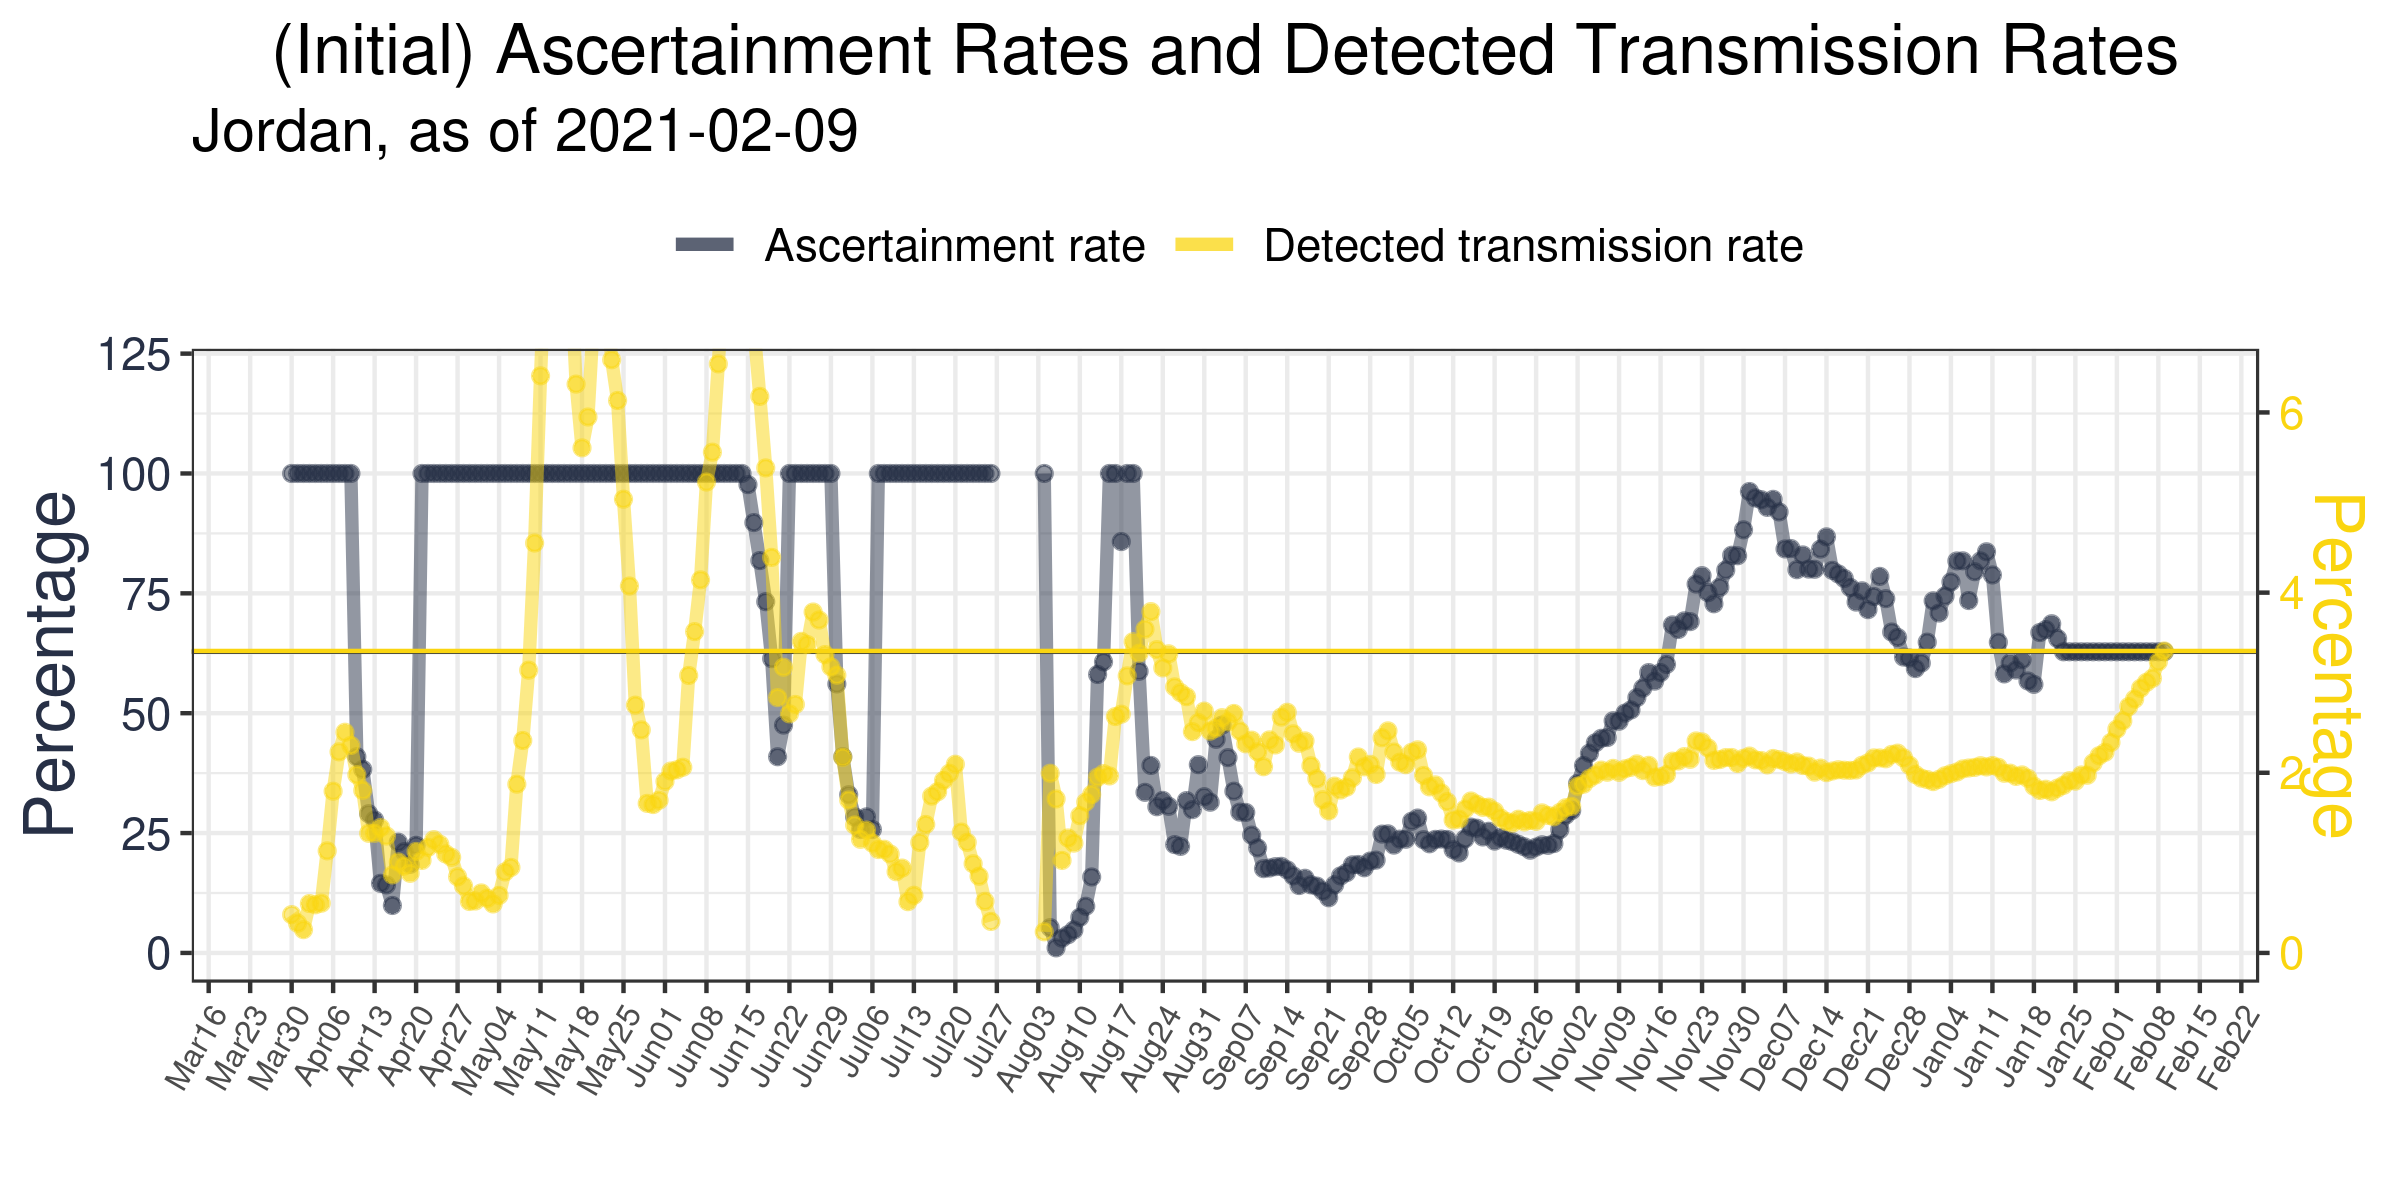 (Initial) Ascertainment Rates and Detected Transmission Rates
Jordan, as of 2021-02-09
Ascertainment rate Detected transmission rate
125
100
75
50
25
0
Percentage
6
4
2
0
Percentage
Mar16 Mar23 Mar30 Apr06 Apr13 Apr20 Apr27 May04 May11 May18 May25 Jun01 Jun08 Jun15 Jun22 Jun29 Jul06 Jul13 Jul20 Jul27 Aug03 Aug10 Aug17 Aug24 Aug31 Sep07 Sep14 Sep21 Sep28 Oct05 Oct12 Oct19 Oct26 Nov02 Nov09 Nov16 Nov23 Nov30 Dec07 Dec14 Dec21 Dec28 Jan04 Jan11 Jan18 Jan25 Feb01 Feb08 Feb15 Feb22